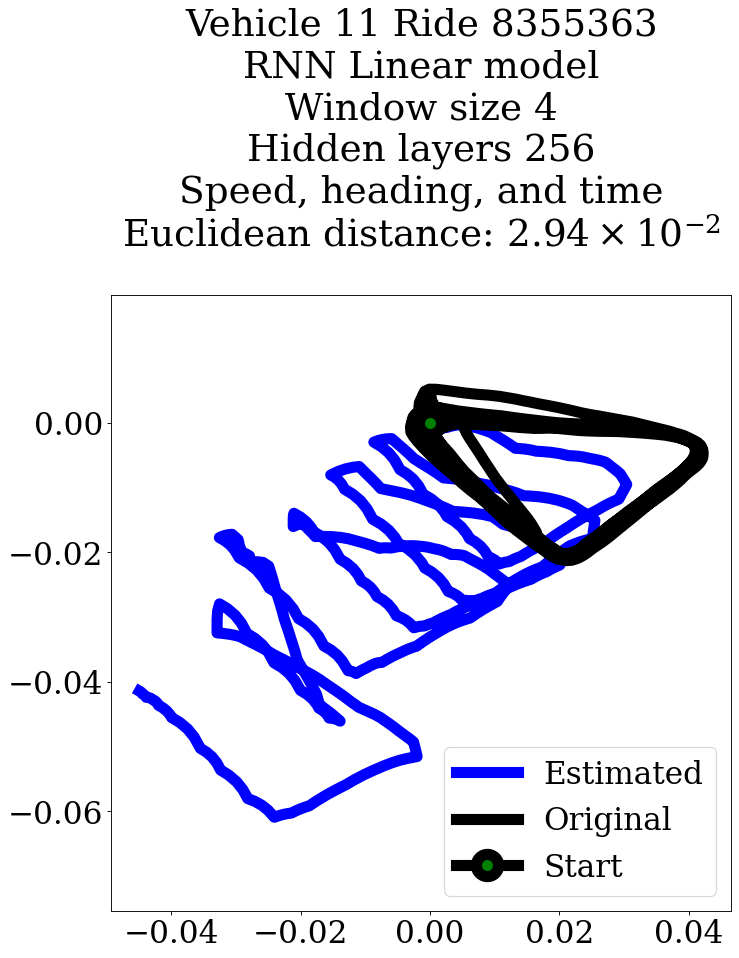 Vehicle 11 Ride 8355363
RNN Linear model
Window size 4
Hidden layers 256
Speed, heading, and time
Euclidean distance: 2.94 × 10⁻²
0.00
−0.02
−0.04
−0.06
Estimated
Original
Start
−0.04 −0.02 0.00 0.02 0.04